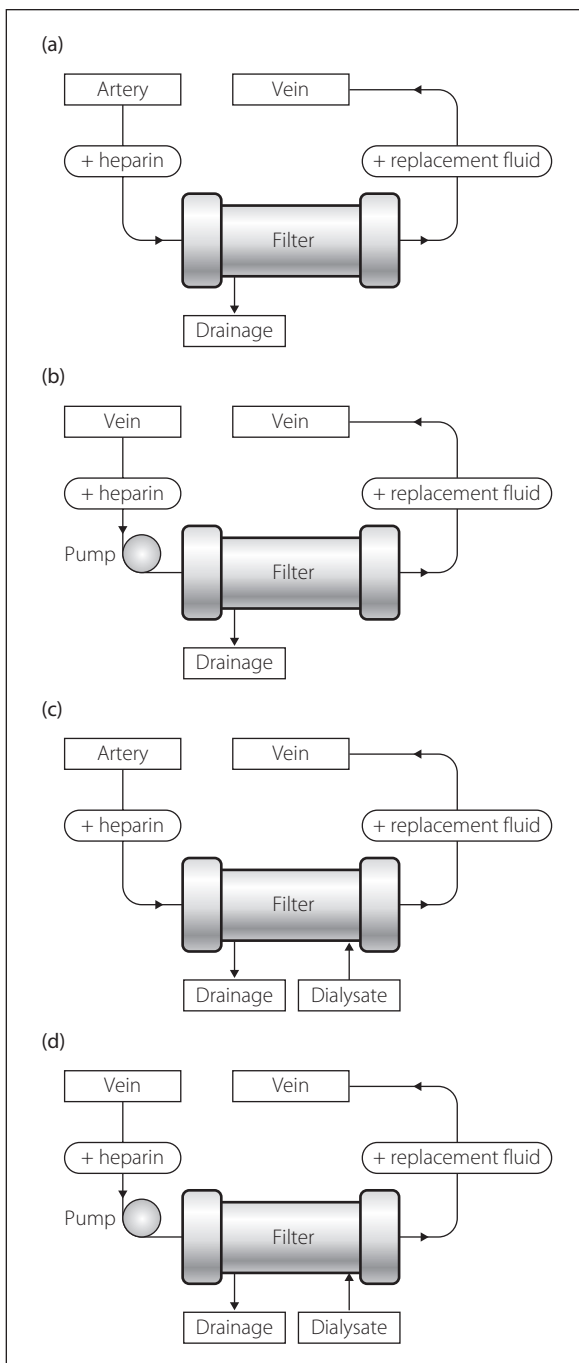 (a)
Artery Vein
+ heparin + replacement fluid
Filter
Drainage
(b)
Vein Vein
+ heparin + replacement fluid
Pump
Filter
Drainage
(c)
Artery Vein
+ heparin + replacement fluid
Filter
Drainage Dialysate
(d)
Vein Vein
+ heparin + replacement fluid
Pump
Filter
Drainage Dialysate